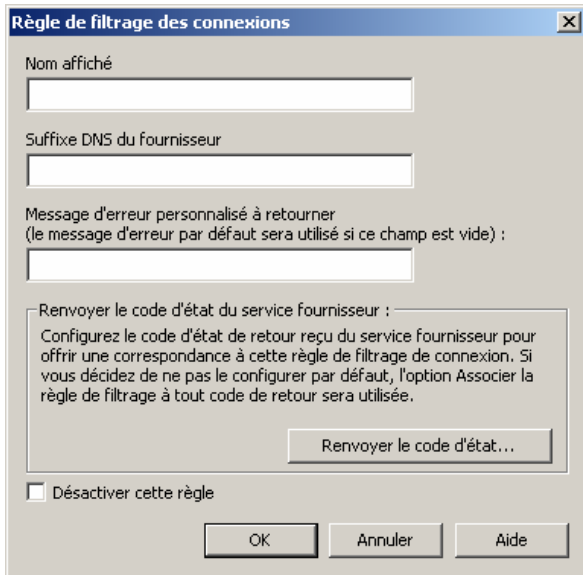 Règle de filtrage des connexions
Nom affiché
Suffixe DNS du fournisseur
Message d'erreur personnalisé à retourner
(le message d'erreur par défaut sera utilisé si ce champ est vide) :
Renvoyer le code d'état du service fournisseur :
Configurez le code d'état de retour reçu du service fournisseur pour
offrir une correspondance à cette règle de filtrage de connexion. Si
vous décidez de ne pas le configurer par défaut, l'option Associer la
règle de filtrage à tout code de retour sera utilisée.
Renvoyer le code d'état...
Désactiver cette règle
OK
Annuler
Aide